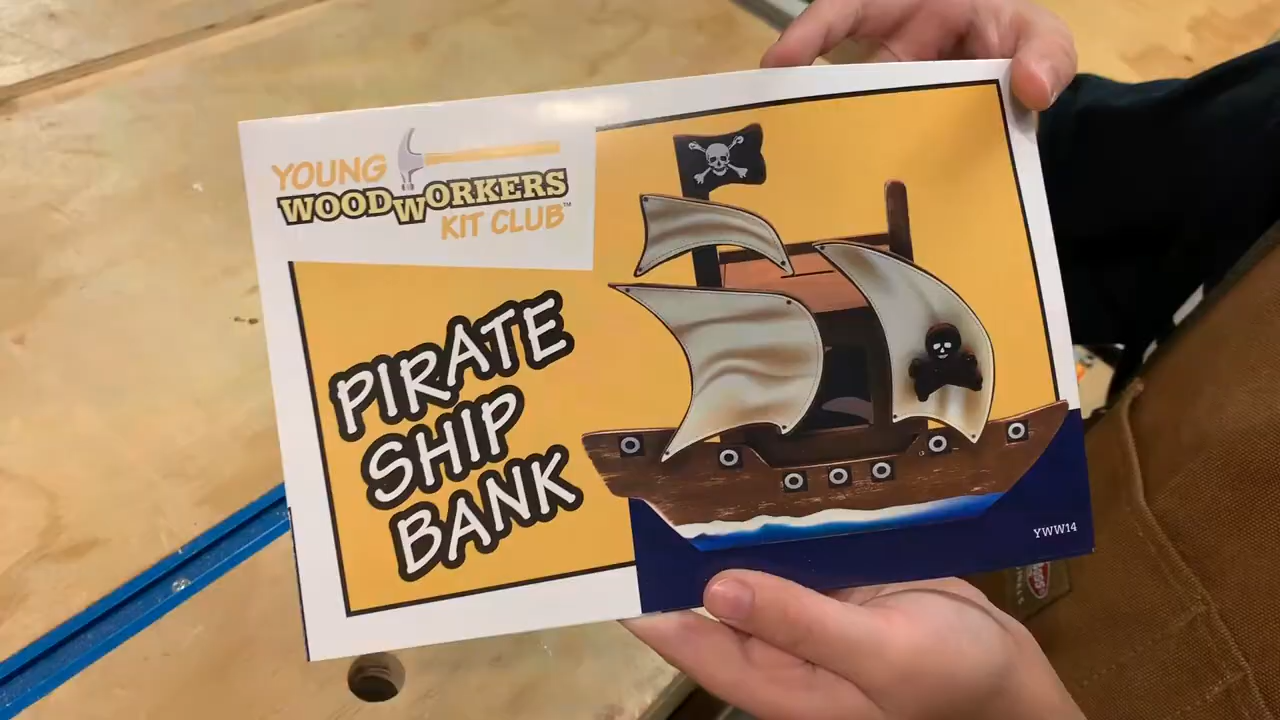 YOUNG
WOODWORKERS
KIT CLUB™
PIRATE
SHIP
BANK
YWW14